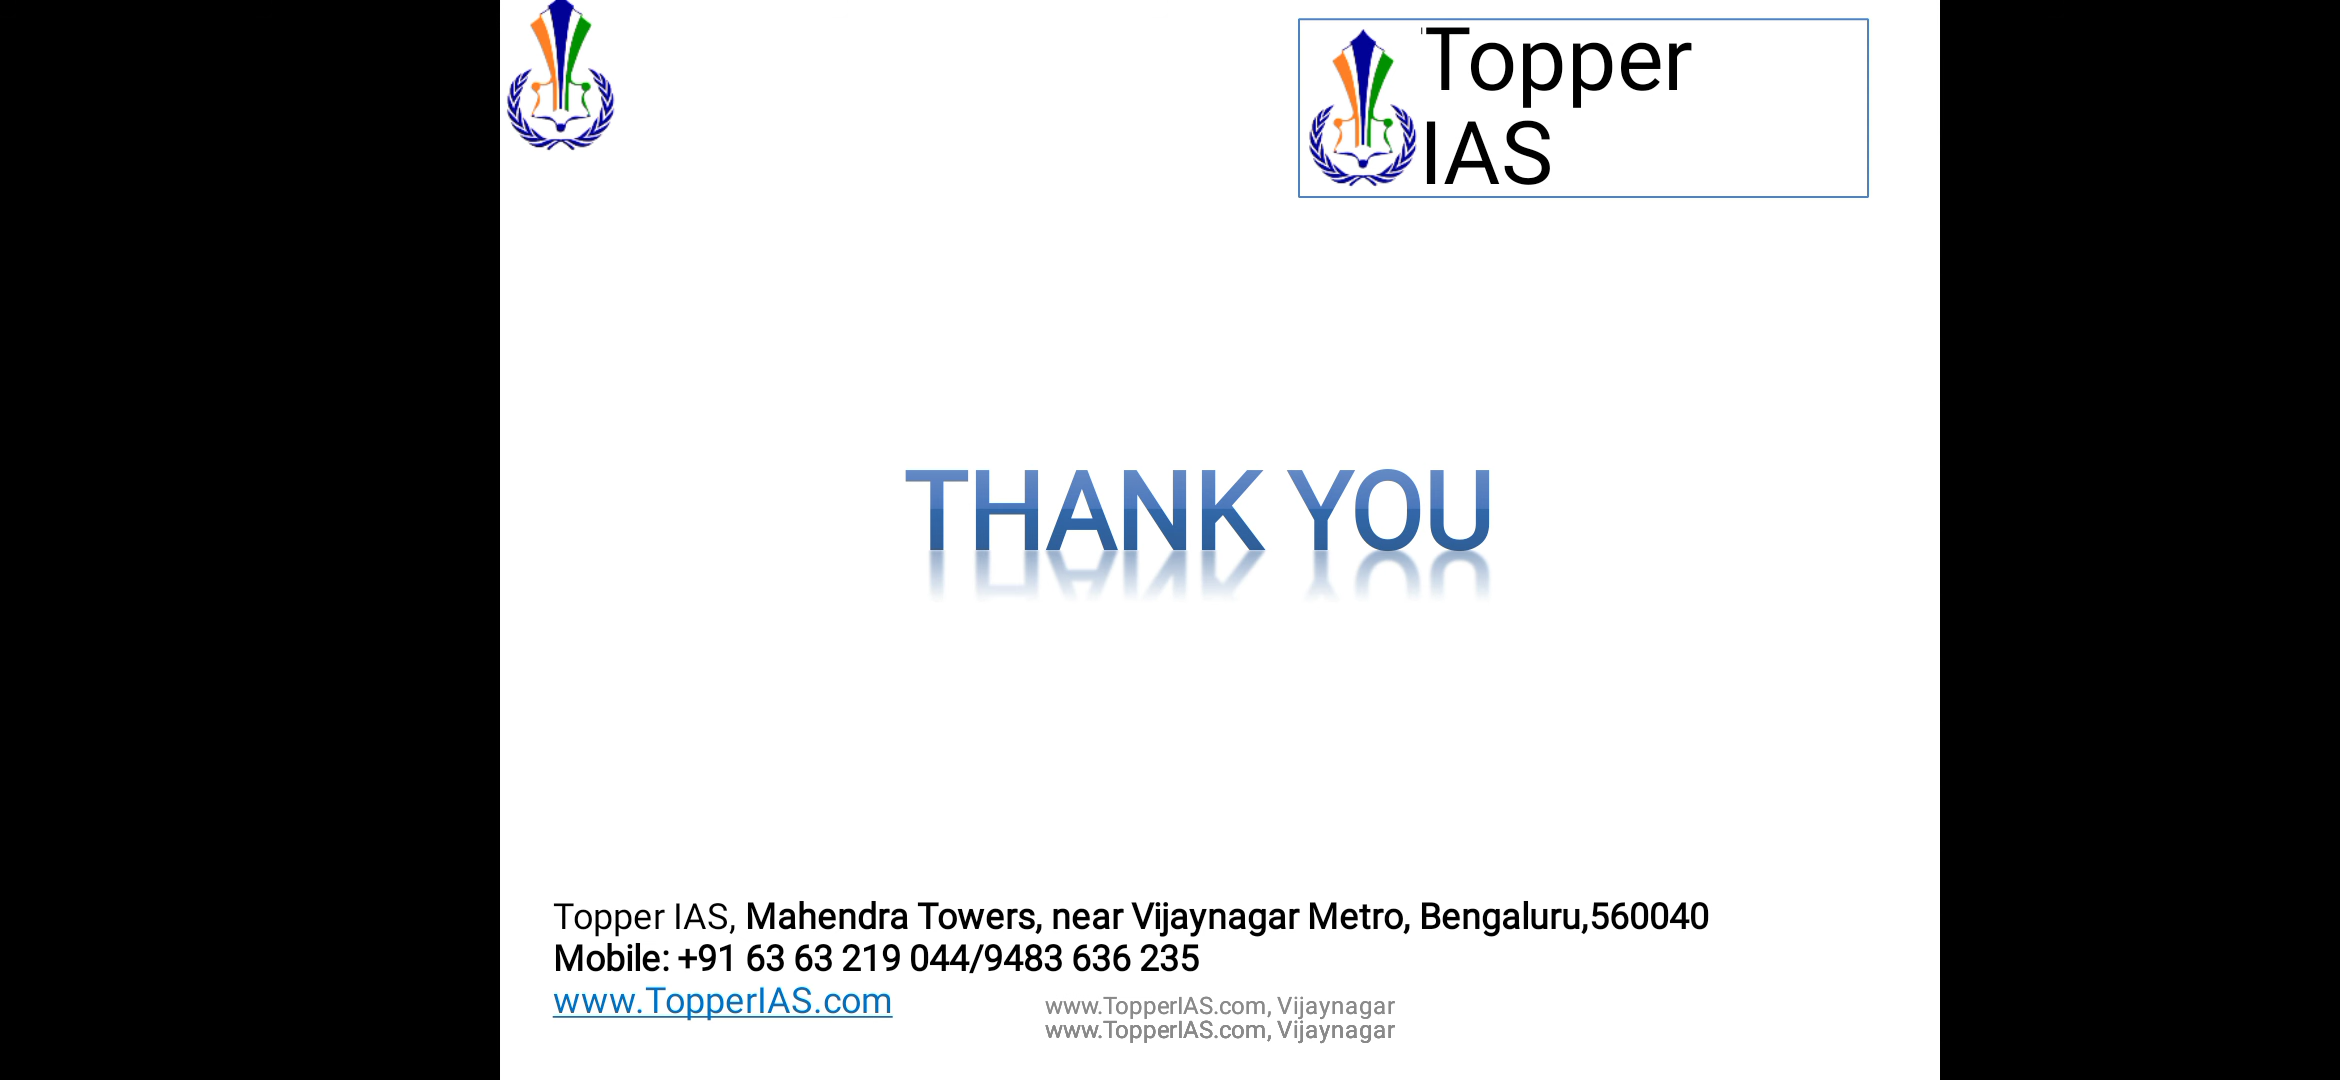 Topper
IAS
THANK YOU
Topper IAS, Mahendra Towers, near Vijaynagar Metro, Bengaluru,560040
Mobile: +91 63 63 219 044/9483 636 235
www.TopperIAS.com
www.TopperIAS.com, Vijaynagar
www.TopperIAS.com, Vijaynagar